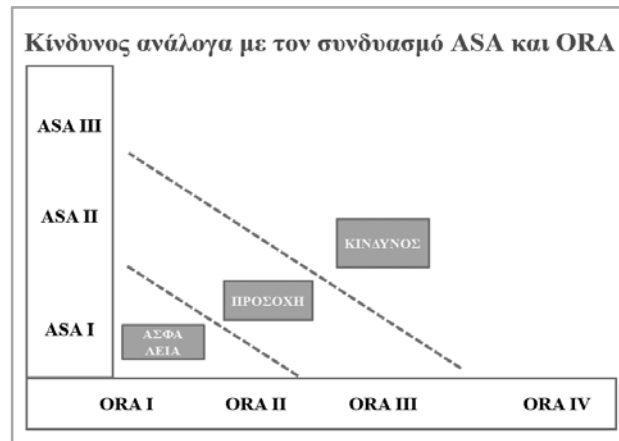 Κίνδυνος ανάλογα με τον συνδυασμό ASA και ORA
ASA III
ASA II
ΚΙΝΔΥΝΟΣ
ΠΡΟΣΟΧΗ
ASA I
ΑΣΦΑ
ΛΕΙΑ
ORA I
ORA II
ORA III
ORA IV